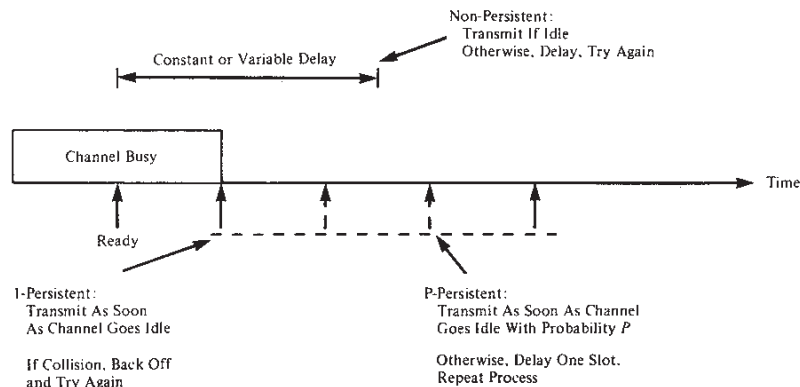 Non-Persistent:
Transmit If Idle
Otherwise, Delay, Try Again
Constant or Variable Delay
Channel Busy
Time
Ready
1-Persistent:
Transmit As Soon
As Channel Goes Idle
If Collision, Back Off
and Try Again
P-Persistent:
Transmit As Soon As Channel
Goes Idle With Probability P
Otherwise, Delay One Slot,
Repeat Process